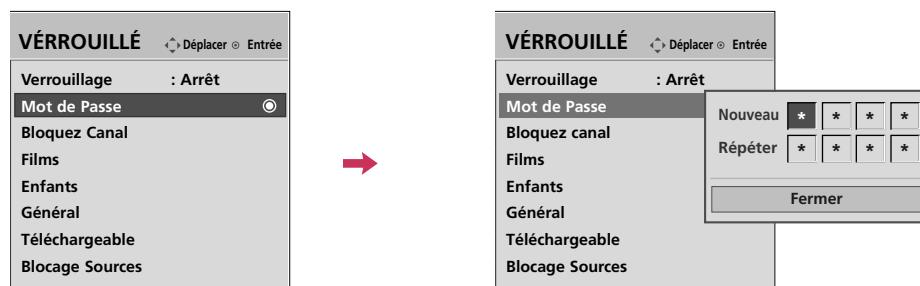 VÉRROUILLÉ Déplacer Entrée
Verrouillage : Arrêt
Mot de Passe
Bloquez Canal
Films
Enfants
Général
Téléchargeable
Blocage Sources
VÉRROUILLÉ Déplacer Entrée
Verrouillage : Arrêt
Mot de Passe
Bloquez canal
Films
Enfants
Général
Téléchargeable
Blocage Sources
Nouveau * * * *
Répéter * * * *
Fermer